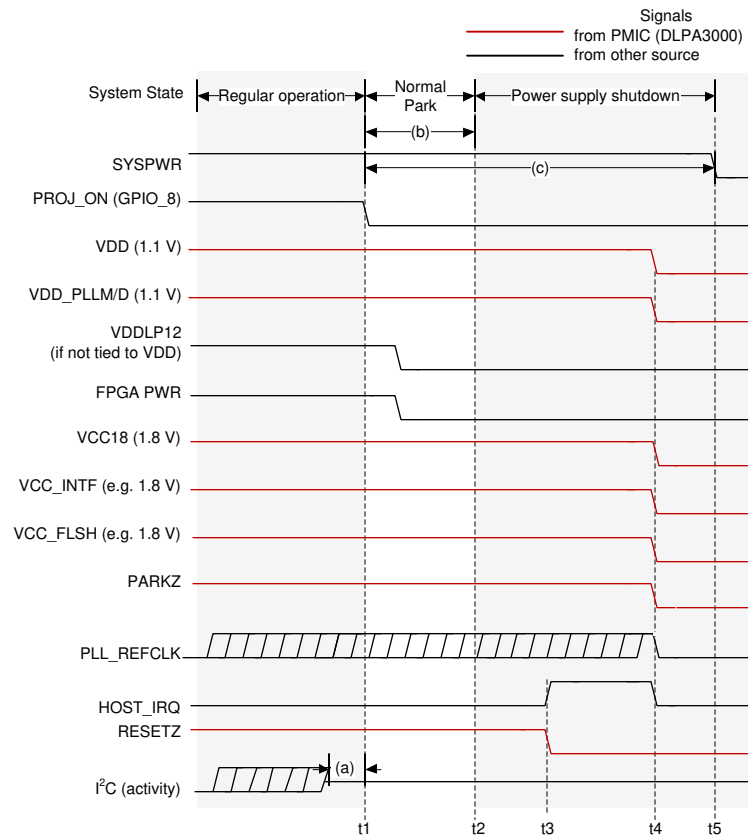 Signals
from PMIC (DLPA3000)
from other source
System State
Regular operation
Normal
Park
Power supply shutdown
(b)
SYSPWR
(c)
PROJ_ON (GPIO_8)
VDD (1.1 V)
VDD_PLLM/D (1.1 V)
VDDLP12
(if not tied to VDD)
FPGA PWR
VCC18 (1.8 V)
VCC_INTF (e.g. 1.8 V)
VCC_FLSH (e.g. 1.8 V)
PARKZ
PLL_REFCLK
HOST_IRQ
RESETZ
(a)
I²C (activity)
t1 t2 t3 t4 t5